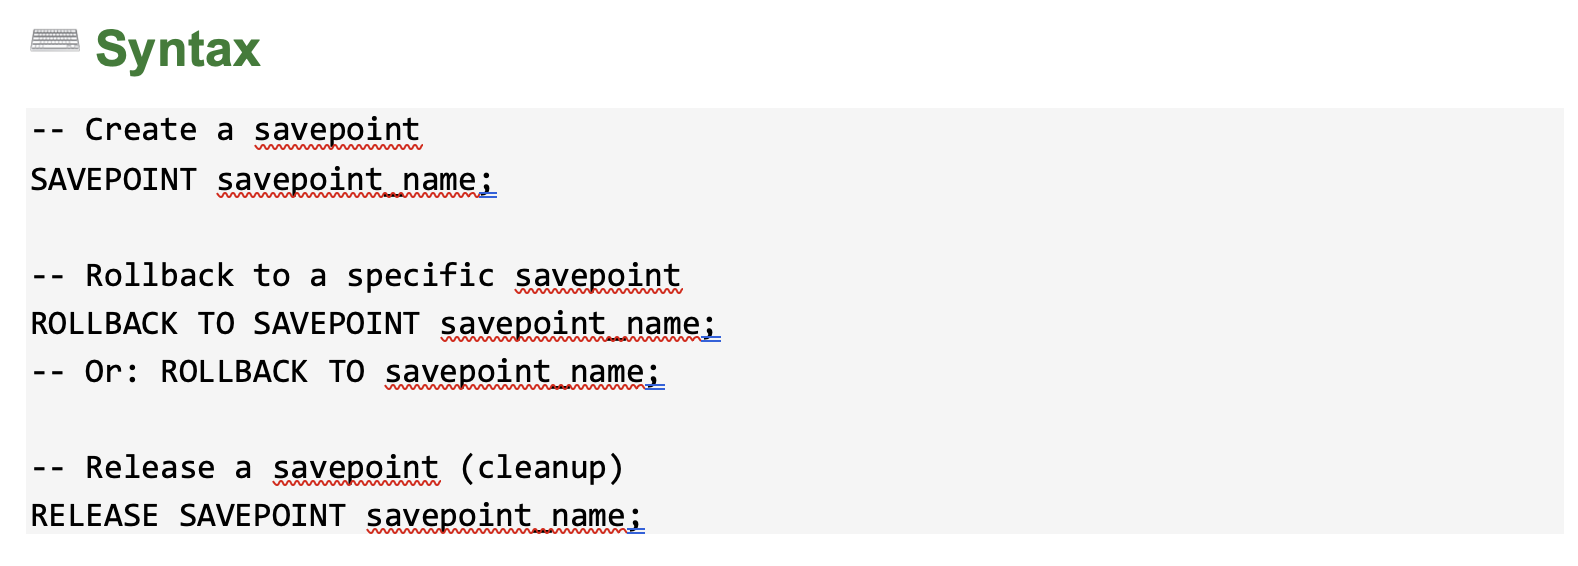 Syntax
-- Create a savepoint
SAVEPOINT savepoint_name;
-- Rollback to a specific savepoint
ROLLBACK TO SAVEPOINT savepoint_name;
-- Or: ROLLBACK TO savepoint_name;
-- Release a savepoint (cleanup)
RELEASE SAVEPOINT savepoint_name;